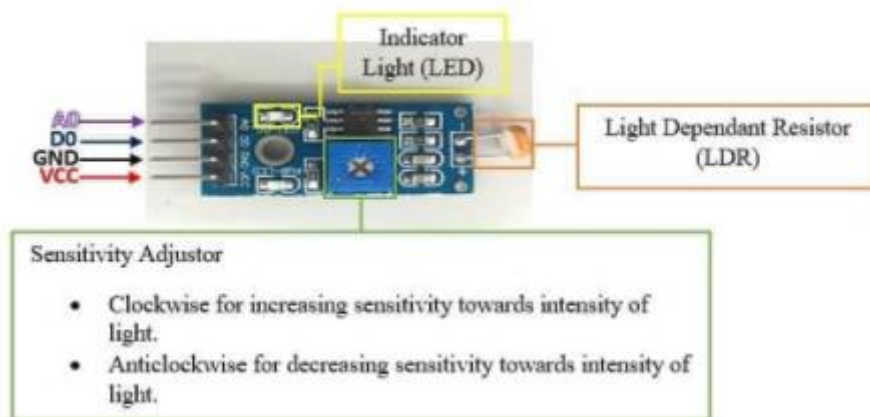 Indicator
Light (LED)
A0
D0
GND
VCC
Light Dependant Resistor
(LDR)
Sensitivity Adjustor
• Clockwise for increasing sensitivity towards intensity of
light.
• Anticlockwise for decreasing sensitivity towards intensity of
light.